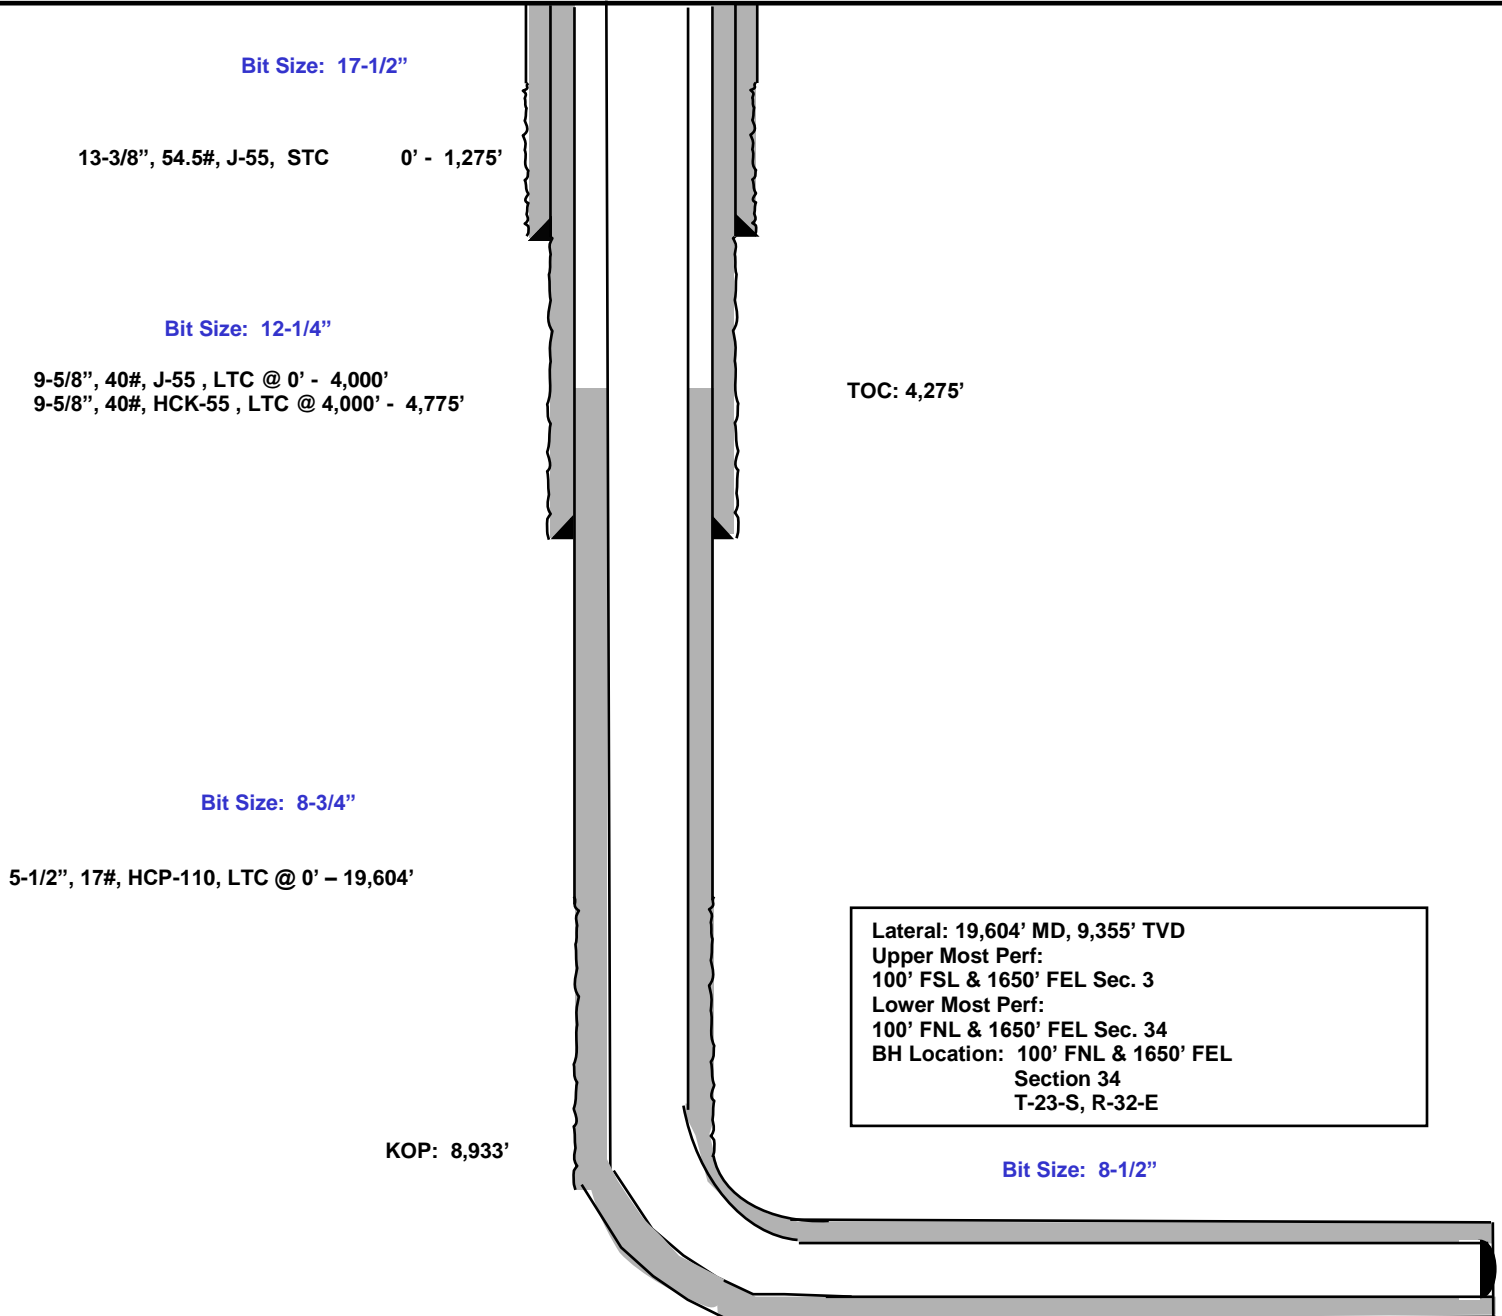 Bit Size: 17-1/2”
13-3/8”, 54.5#, J-55, STC 0’ - 1,275’
Bit Size: 12-1/4”
9-5/8”, 40#, J-55 , LTC @ 0’ - 4,000’
9-5/8”, 40#, HCK-55 , LTC @ 4,000’ - 4,775’
TOC: 4,275’
Bit Size: 8-3/4”
5-1/2”, 17#, HCP-110, LTC @ 0’ – 19,604’
Lateral: 19,604’ MD, 9,355’ TVD
Upper Most Perf:
100’ FSL & 1650’ FEL Sec. 3
Lower Most Perf:
100’ FNL & 1650’ FEL Sec. 34
BH Location: 100’ FNL & 1650’ FEL
Section 34
T-23-S, R-32-E
KOP: 8,933’
Bit Size: 8-1/2”